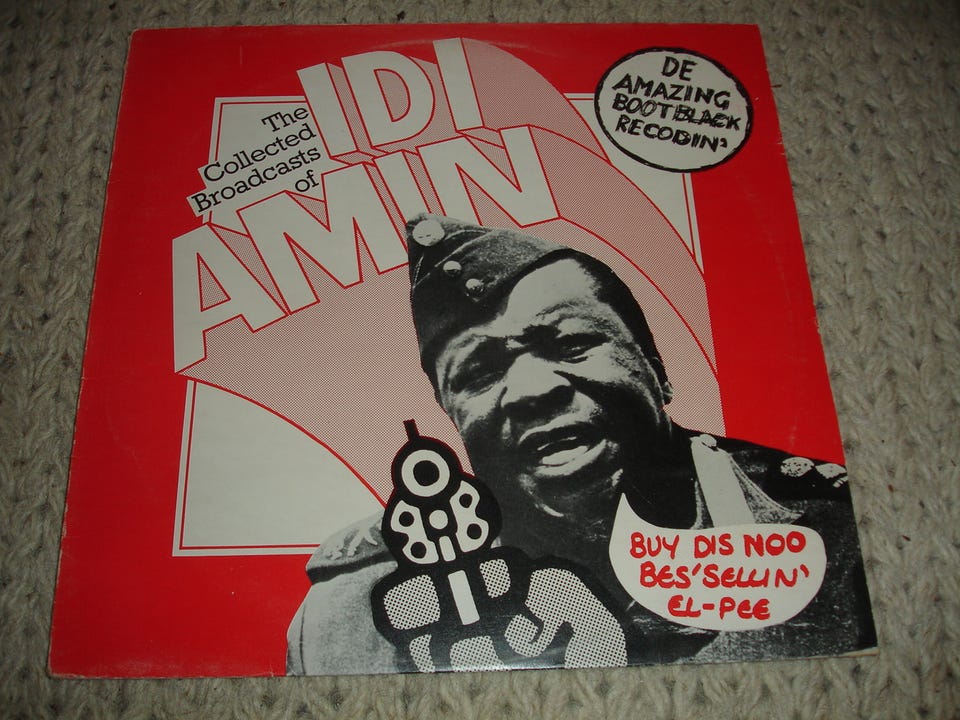 The
Collected
Broadcasts
of
IDI
AMIN
DE
AMAZING
BOOTBLACK
RECODIN'
BUY DIS NOO
BES'SELLIN'
EL-PEE